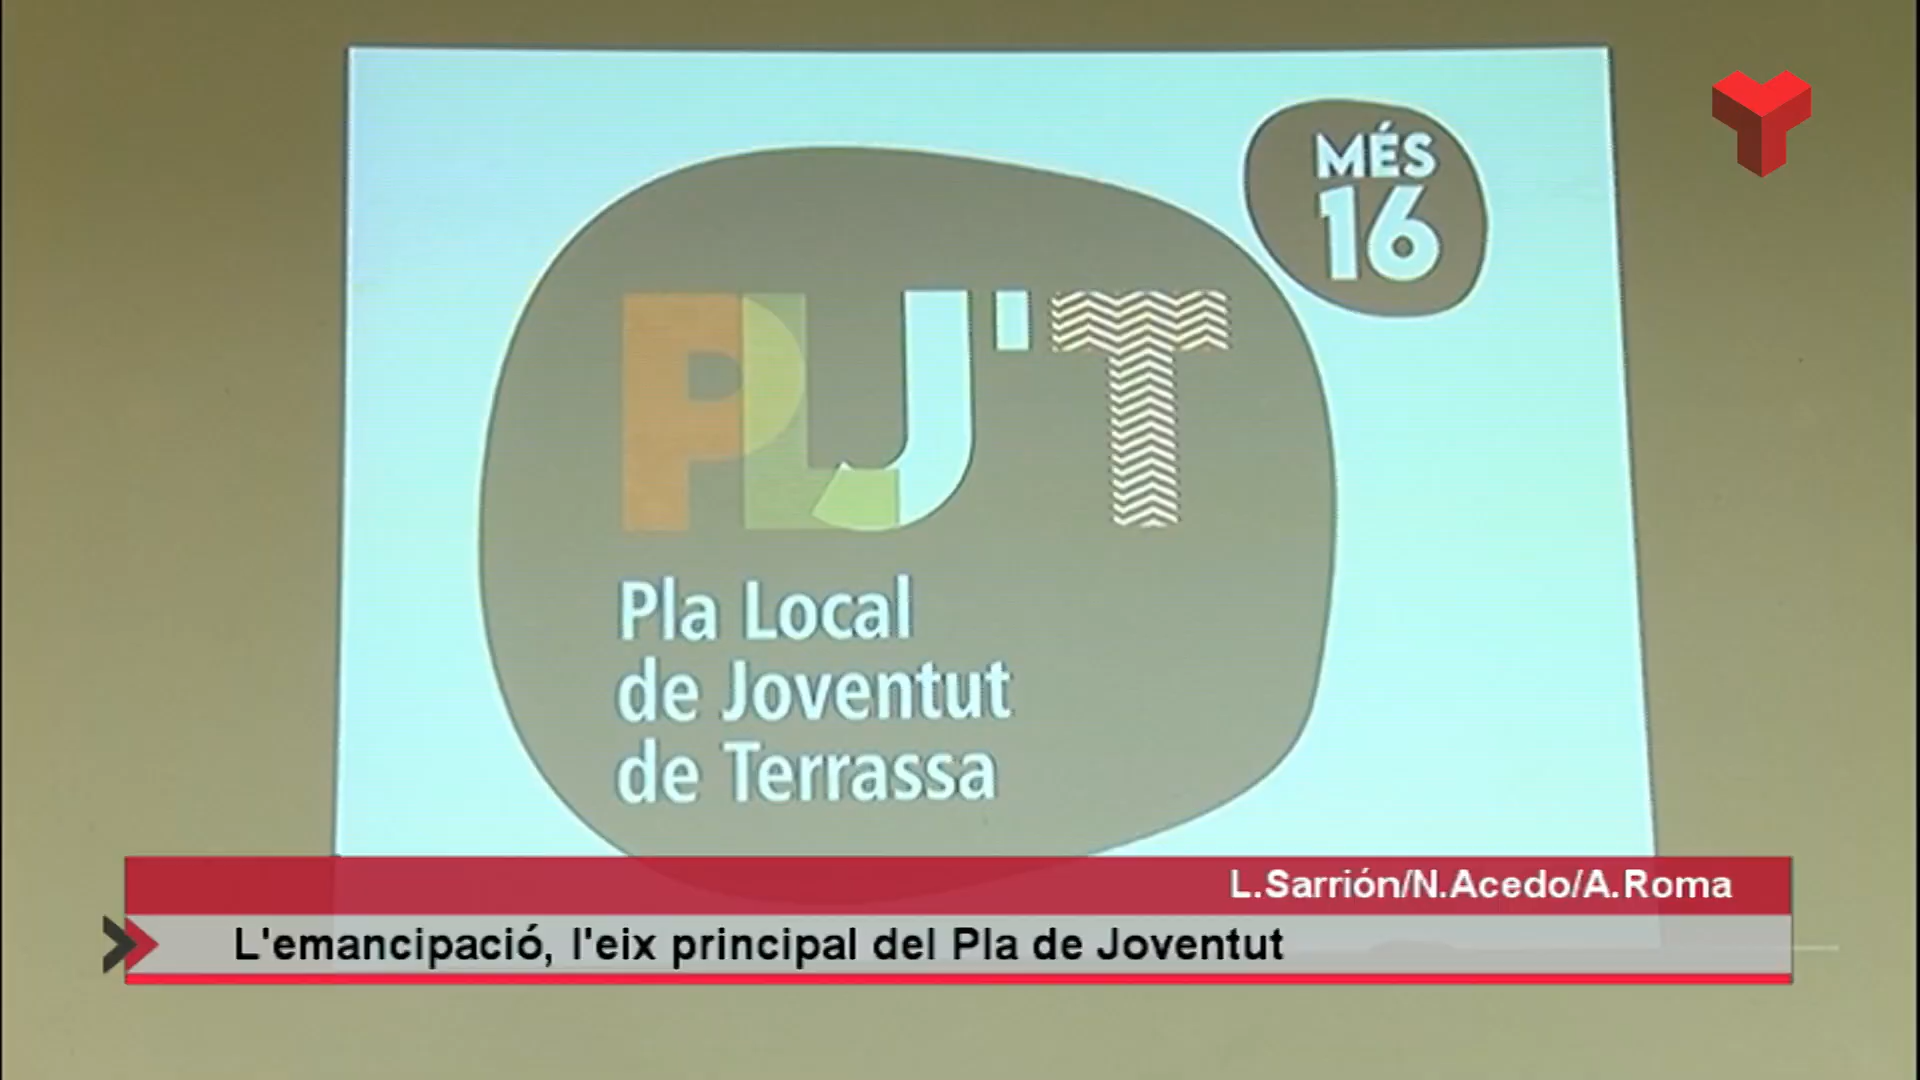 MÉS
16
PLJ'T
Pla Local
de Joventut
de Terrassa
L.Sarrión/N.Acedo/A.Roma
L'emancipació, l'eix principal del Pla de Joventut